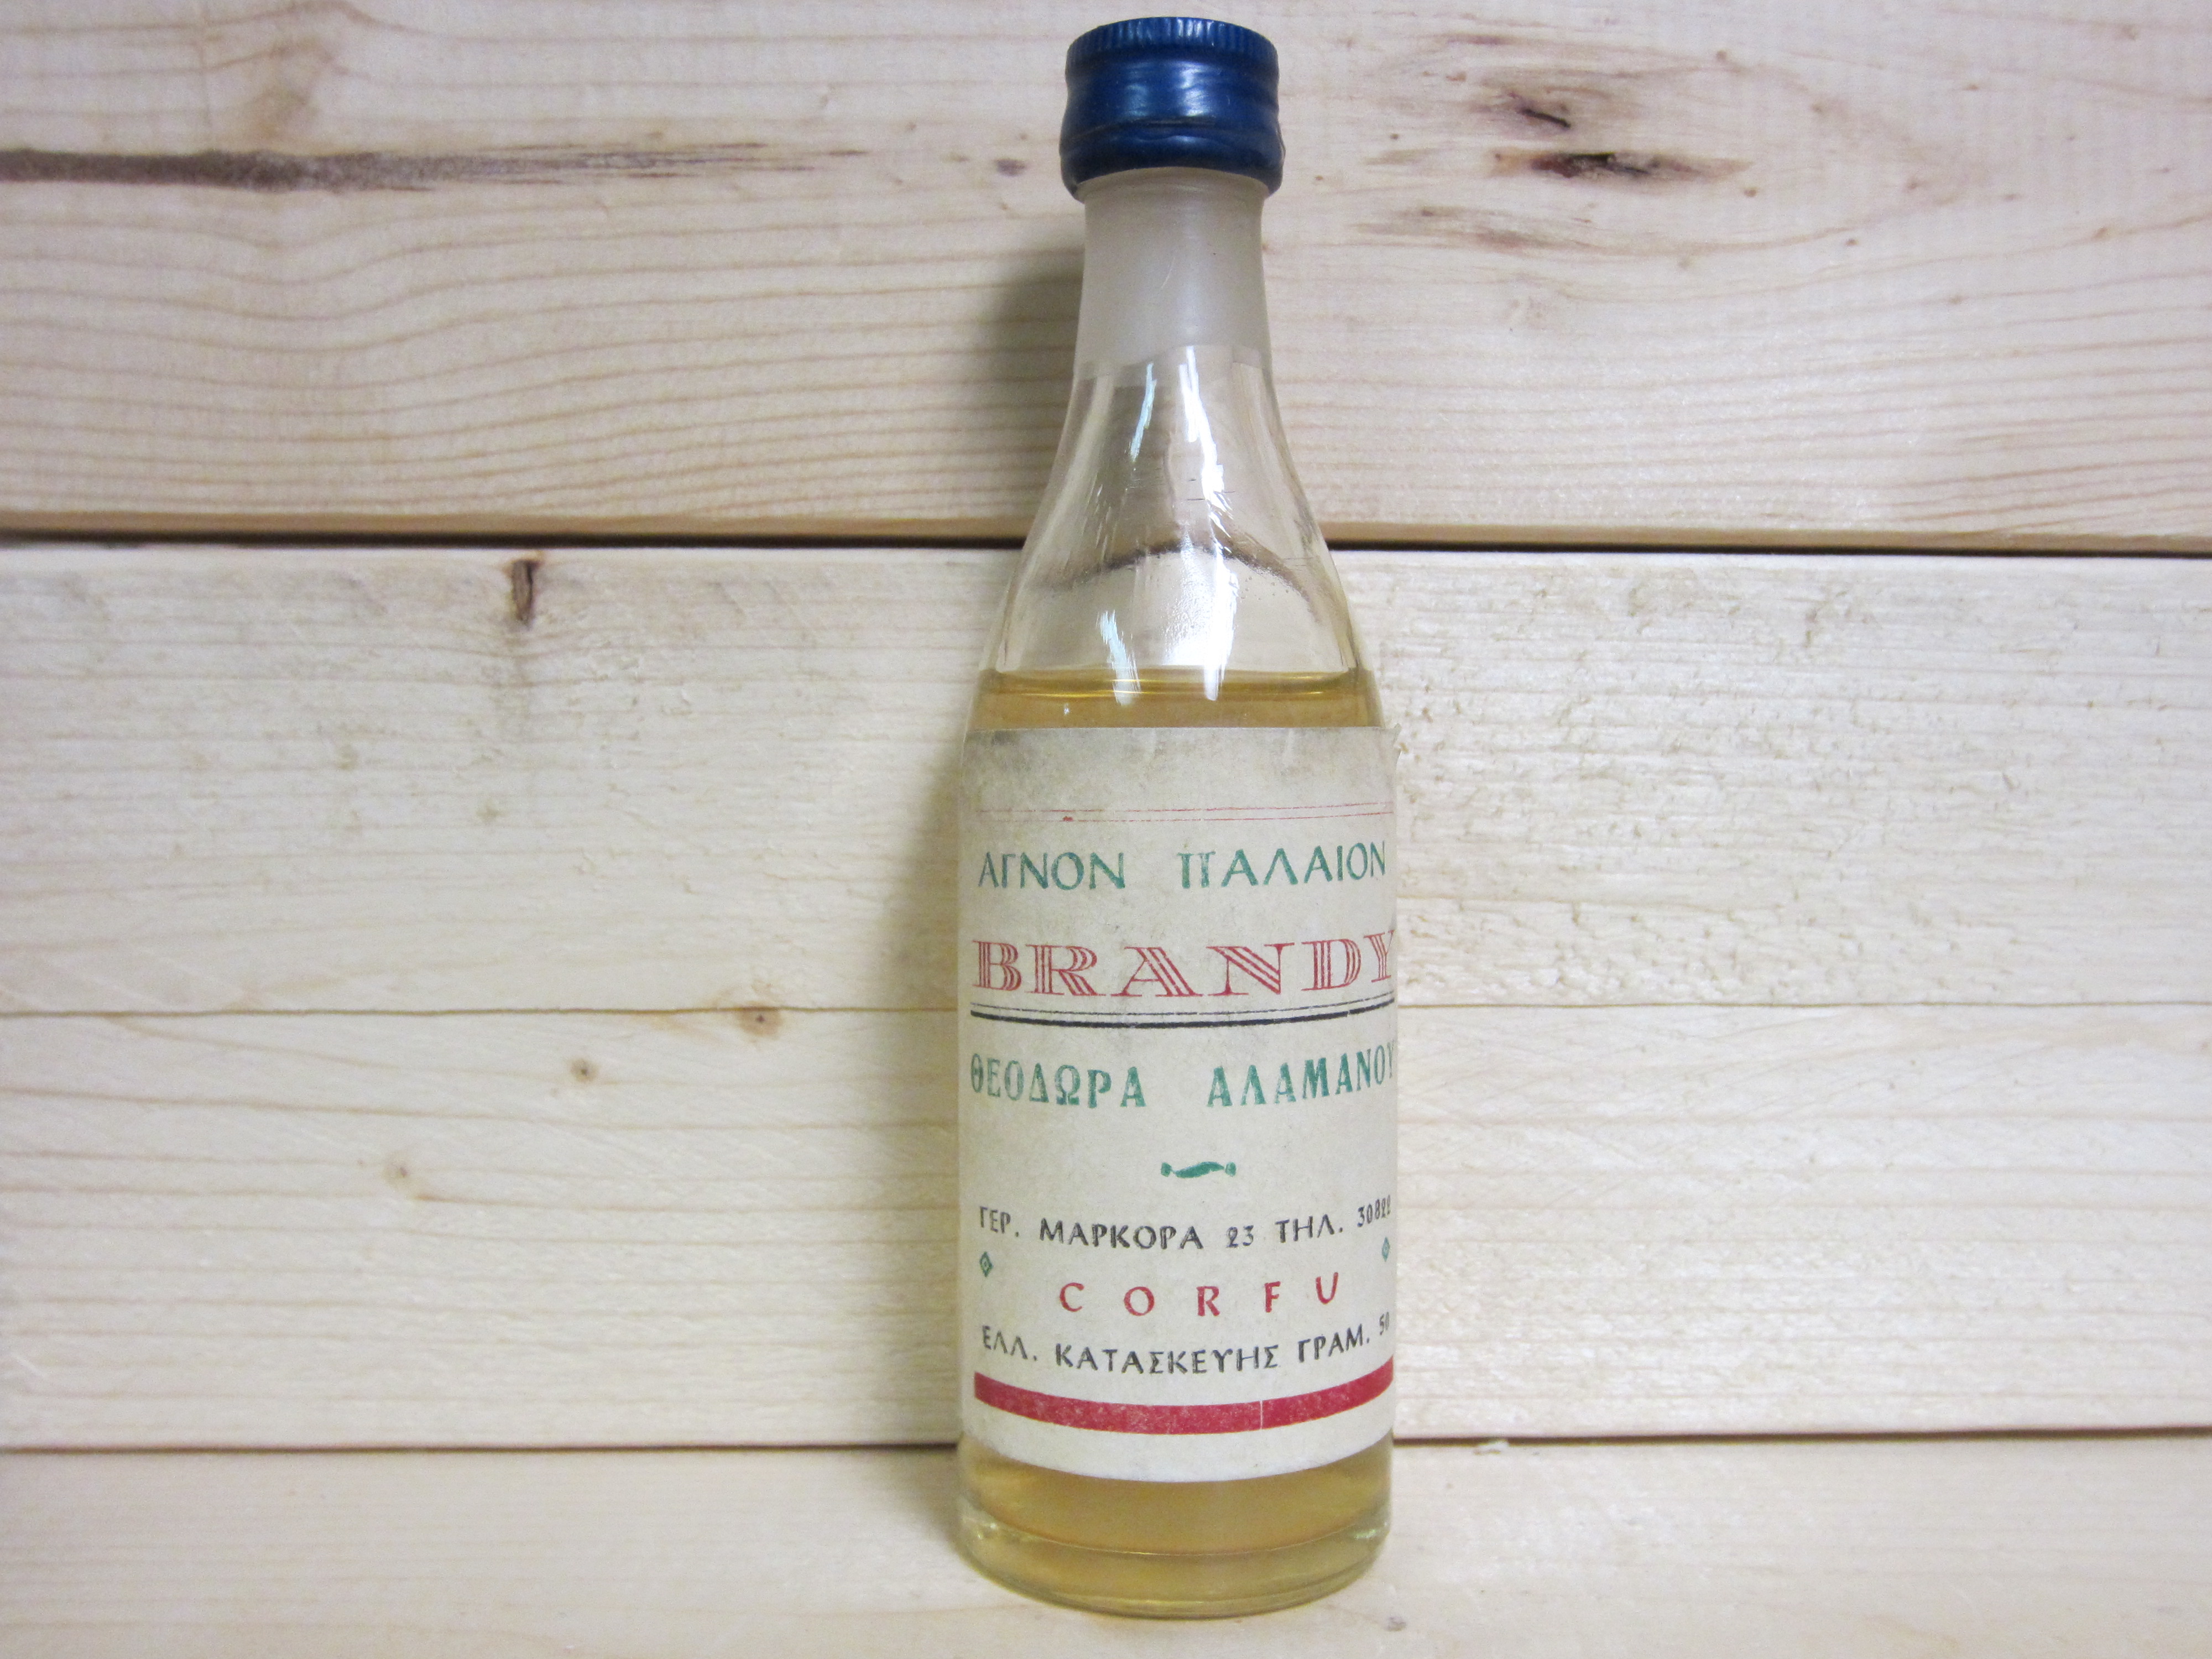 ΑΓΝΟΝ ΠΑΛΑΙΟΝ
BRANDY
ΘΕΟΔΩΡΑ ΑΛΑΜΑΝΟΥ
ΓΕΡ. ΜΑΡΚΟΡΑ 23 ΤΗΛ. 30822
CORFU
ΕΛΛ. ΚΑΤΑΣΚΕΥΗΣ ΓΡΑΜ. 50